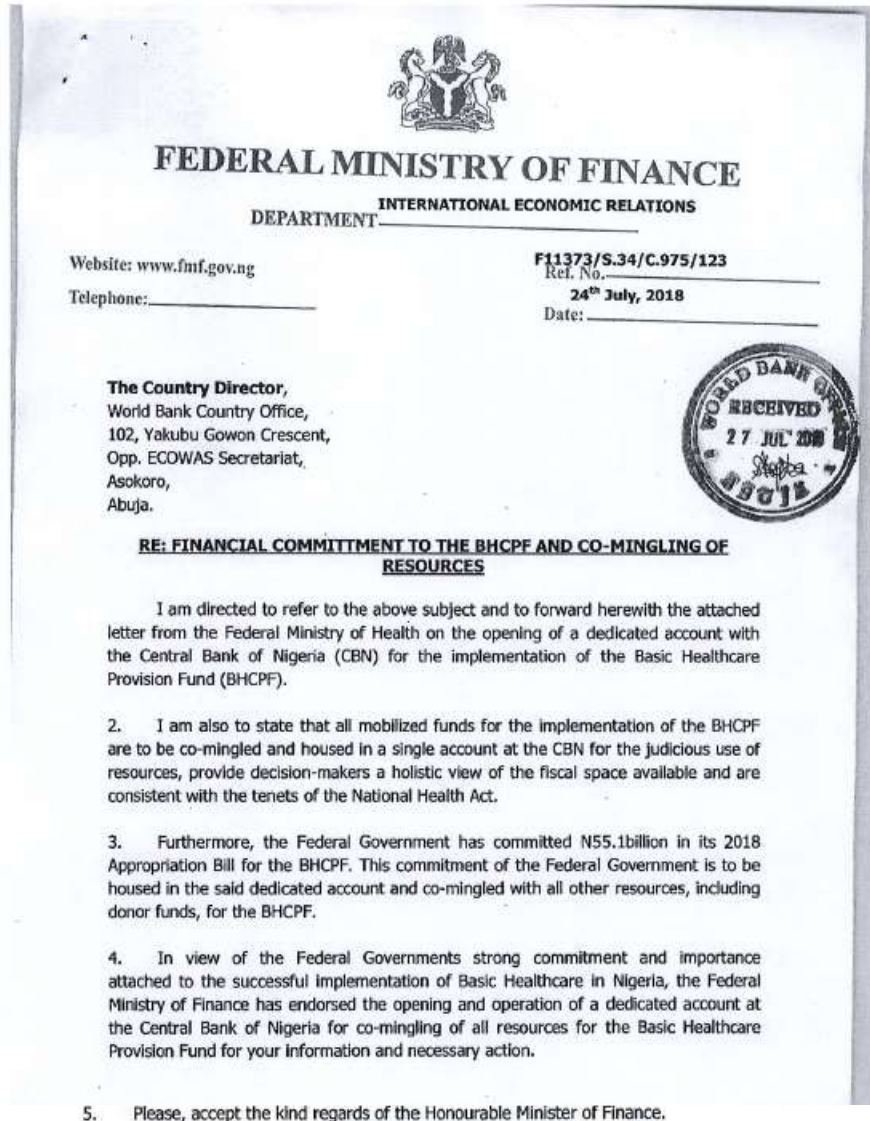 FEDERAL MINISTRY OF FINANCE
INTERNATIONAL ECONOMIC RELATIONS
DEPARTMENT
Website: www.fmf.gov.ng
F11373/S.34/C.975/123
Ref. No.
Telephone:
24th July, 2018
Date:
WORLD BANK OFFICE
RECEIVED
27 JUL 2018
ABUJA
The Country Director,
World Bank Country Office,
102, Yakubu Gowon Crescent,
Opp. ECOWAS Secretariat,
Asokoro,
Abuja.
RE: FINANCIAL COMMITTMENT TO THE BHCPF AND CO-MINGLING OF
RESOURCES
I am directed to refer to the above subject and to forward herewith the attached
letter from the Federal Ministry of Health on the opening of a dedicated account with
the Central Bank of Nigeria (CBN) for the implementation of the Basic Healthcare
Provision Fund (BHCPF).
2. I am also to state that all mobilized funds for the implementation of the BHCPF
are to be co-mingled and housed in a single account at the CBN for the judicious use of
resources, provide decision-makers a holistic view of the fiscal space available and are
consistent with the tenets of the National Health Act.
3. Furthermore, the Federal Government has committed N55.1billion in its 2018
Appropriation Bill for the BHCPF. This commitment of the Federal Government is to be
housed in the said dedicated account and co-mingled with all other resources, including
donor funds, for the BHCPF.
4. In view of the Federal Governments strong commitment and importance
attached to the successful implementation of Basic Healthcare in Nigeria, the Federal
Ministry of Finance has endorsed the opening and operation of a dedicated account at
the Central Bank of Nigeria for co-mingling of all resources for the Basic Healthcare
Provision Fund for your information and necessary action.
5. Please, accept the kind regards of the Honourable Minister of Finance.